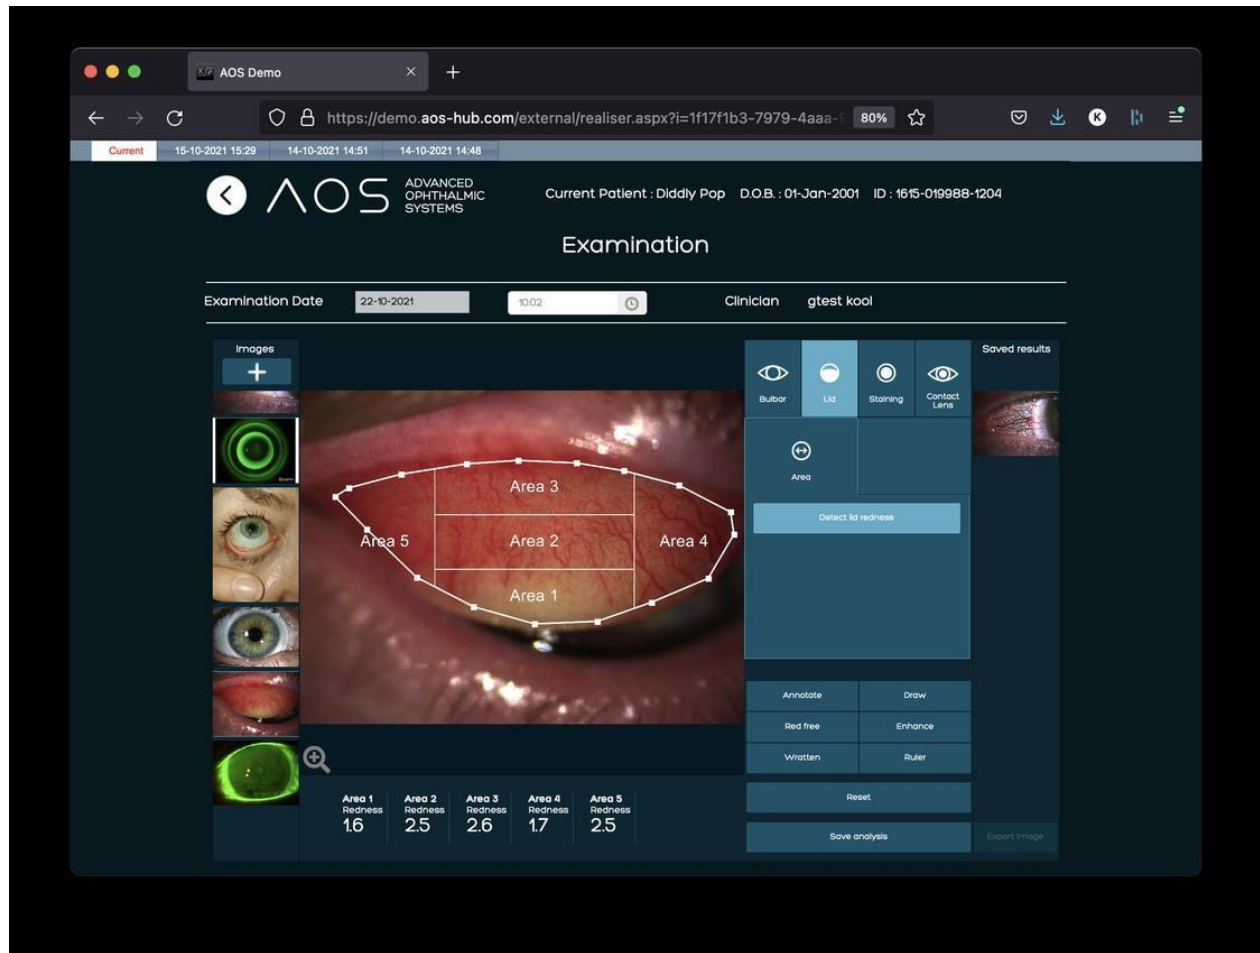 AOS Demo
https://demo.aos-hub.com/external/realiser.aspx?i=1f17f1b3-7979-4aaa-
80%
K
Current 15-10-2021 15:29 14-10-2021 14:51 14-10-2021 14:48
AOS
ADVANCED
OPHTHALMIC
SYSTEMS
Current Patient : Diddly Pop D.O.B. : 01-Jan-2001 ID : 1615-019988-1204
Examination
Examination Date 22-10-2021 10:02 Clinician gtest kool
Images
Bulbar Lid Staining Contact
Lens
Saved results
Area
Detect lid redness
Area 3
Area 5 Area 2 Area 4
Area 1
Annotate Draw
Red free Enhance
Wratten Ruler
Reset
Save analysis Export Image
Area 1 Area 2 Area 3 Area 4 Area 5
Redness Redness Redness Redness Redness
1.6 2.5 2.6 1.7 2.5